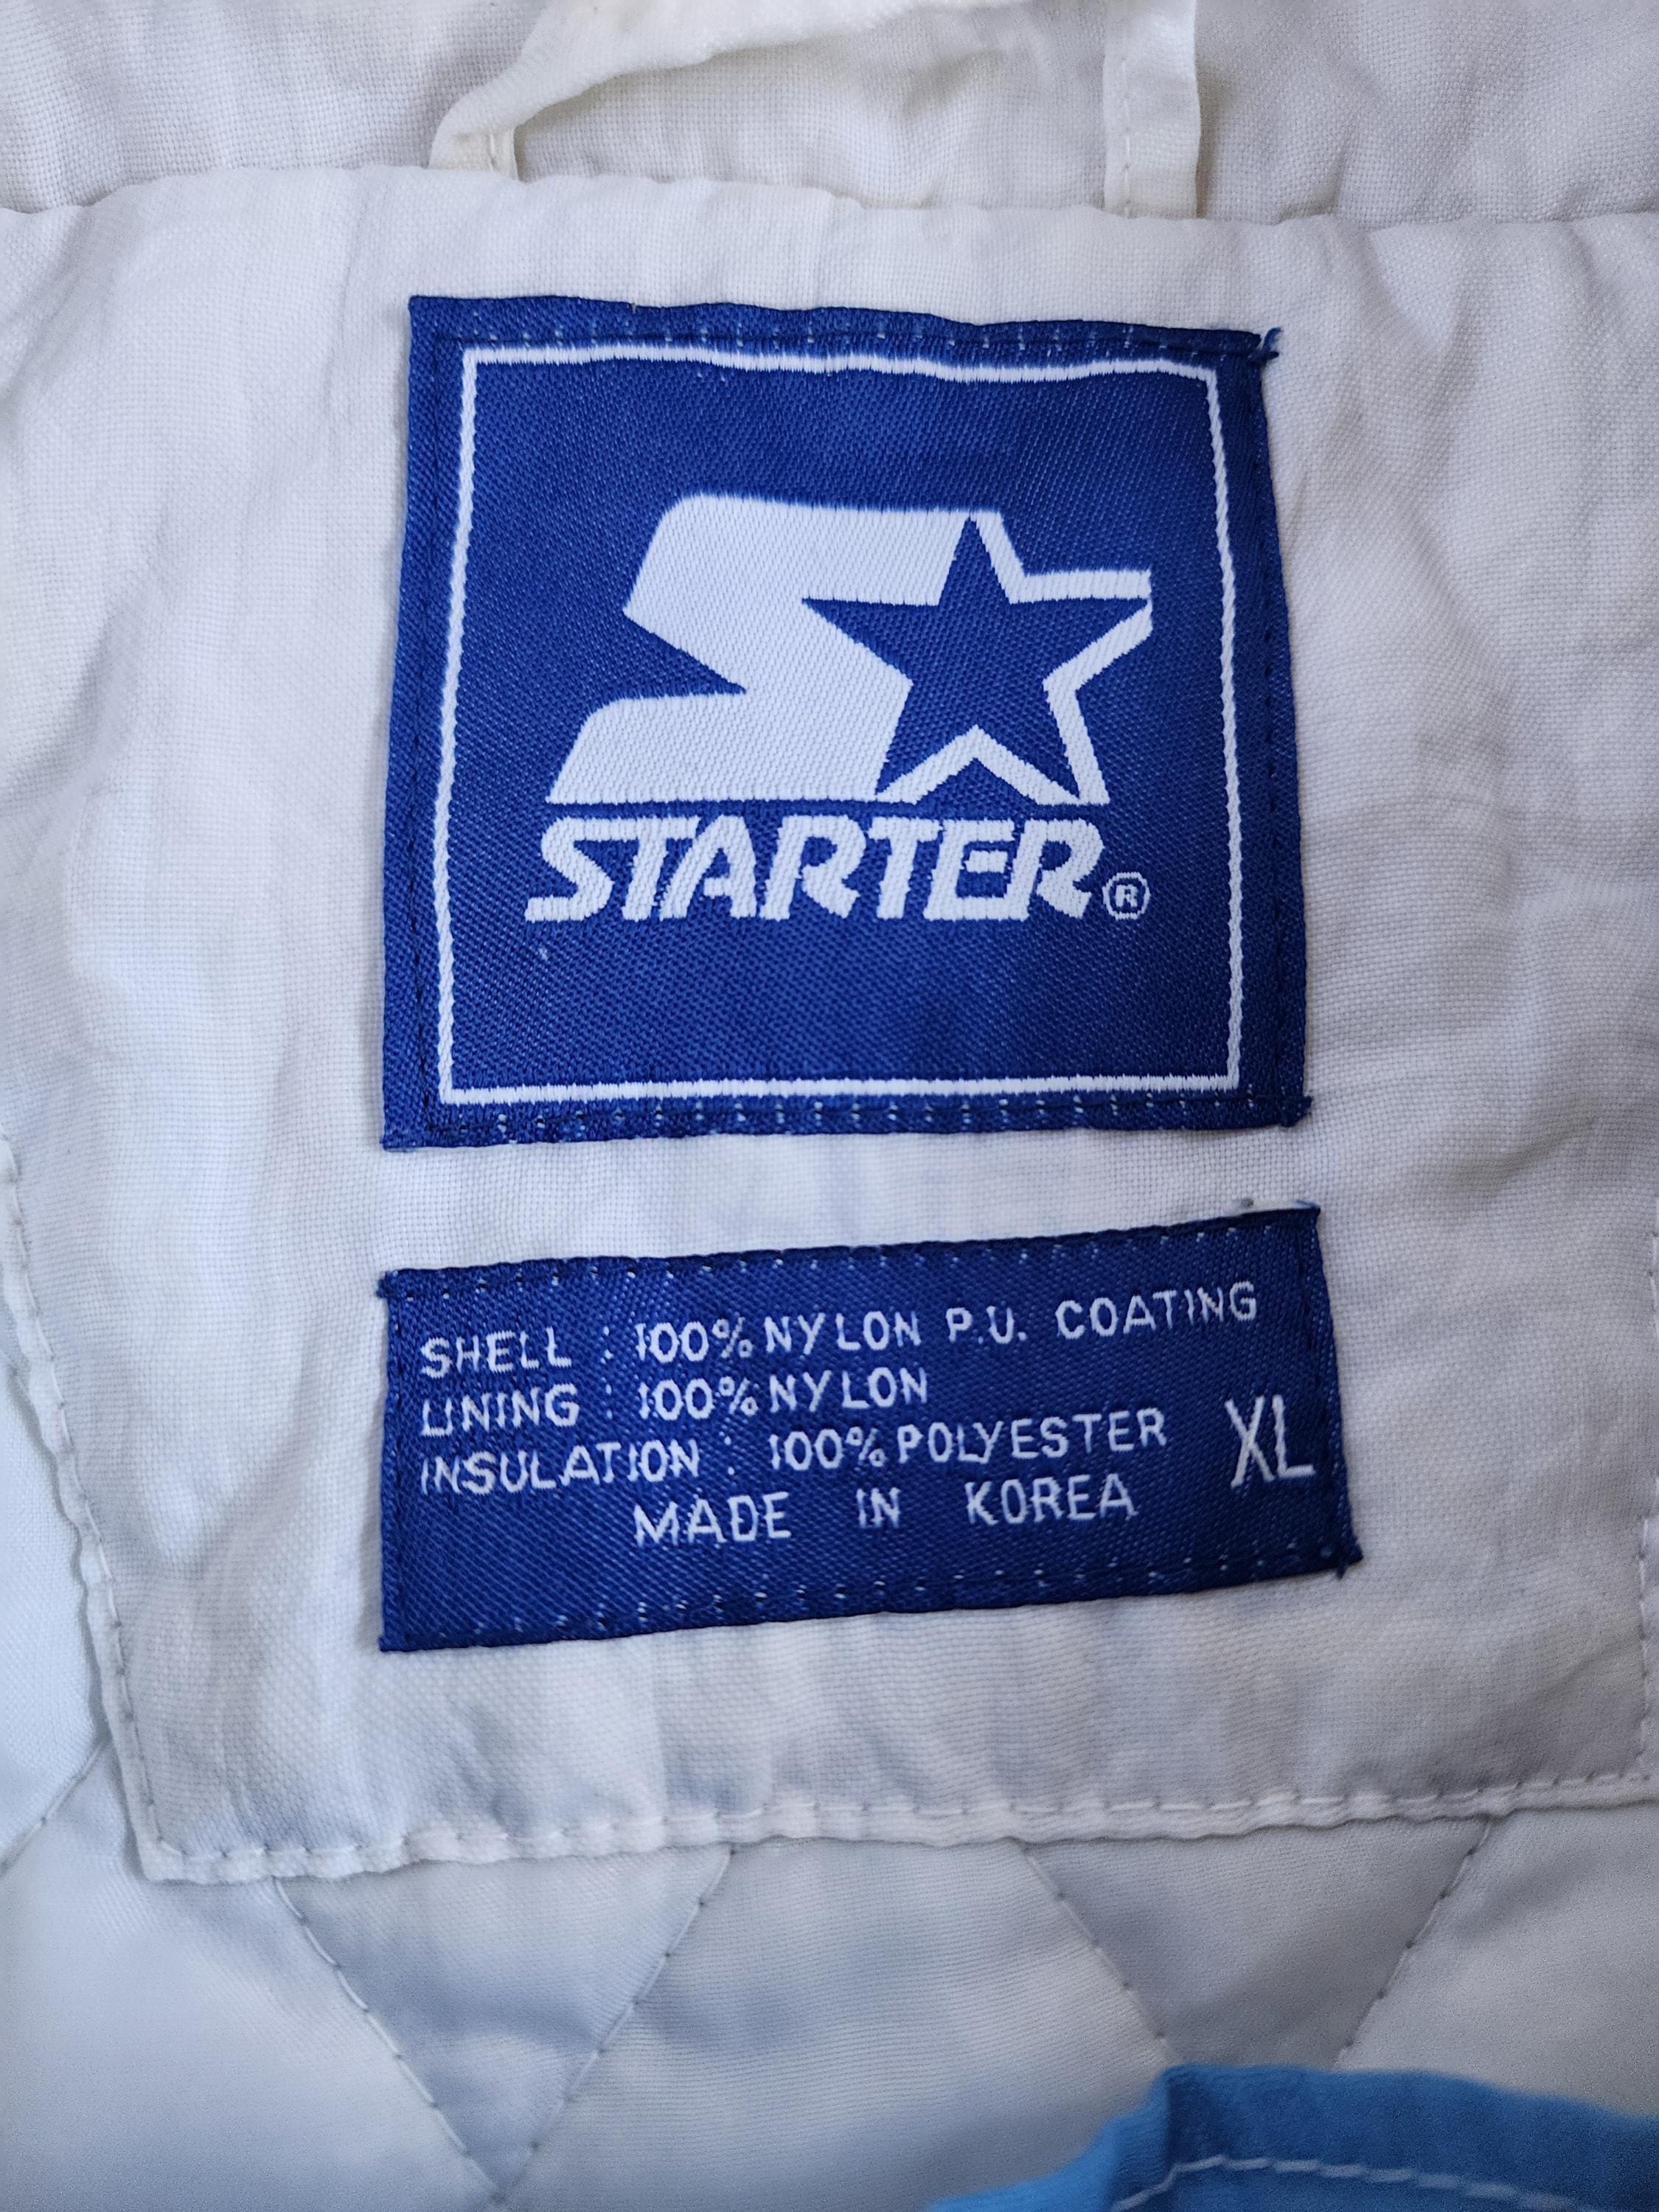 STARTER®
SHELL : 100% NYLON P.U. COATING
LINING : 100% NYLON
INSULATION : 100% POLYESTER XL
MADE IN KOREA